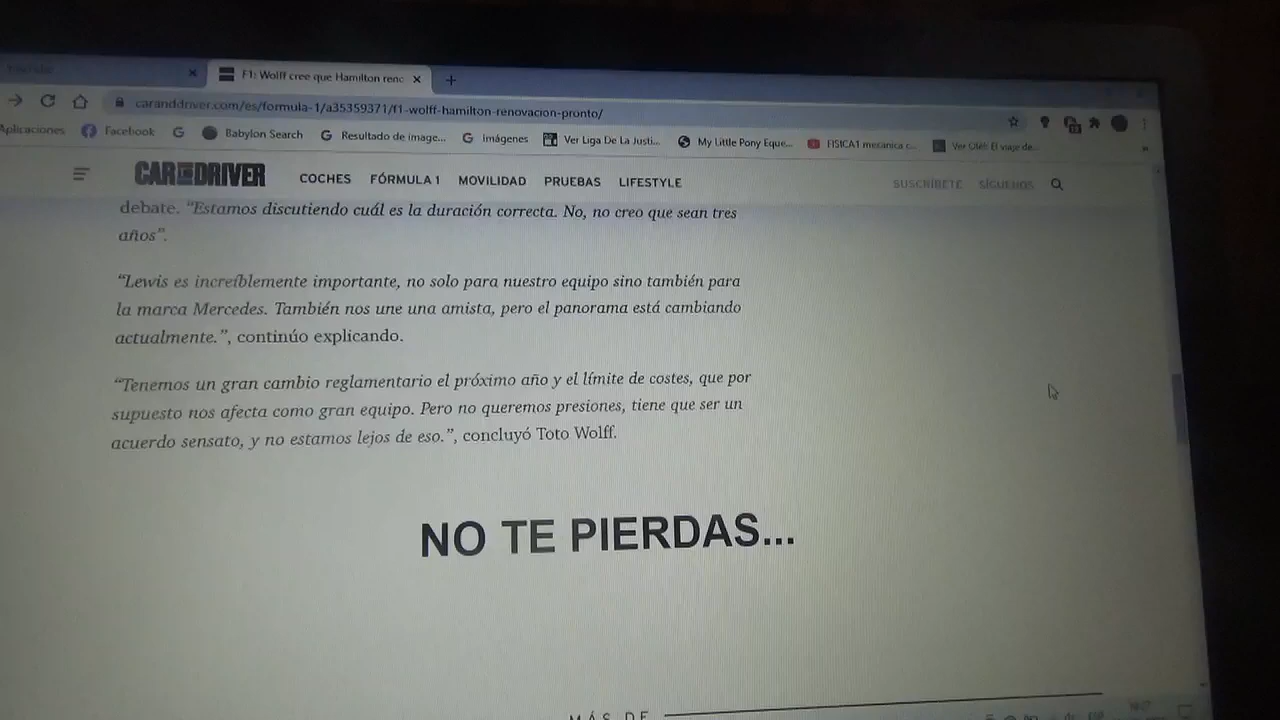 F1: Wolff cree que Hamilton renc
caranddriver.com/es/formula-1/a35359371/f1-wolff-hamilton-renovacion-pronto/
Aplicaciones Facebook Babylon Search Resultado de image... Imágenes Ver Liga De La Justi... My Little Pony Eque... FISICA1 mecanica c... Ver Olé! El viaje de...
CAR AND DRIVER COCHES FÓRMULA 1 MOVILIDAD PRUEBAS LIFESTYLE SUSCRÍBETE SÍGUENOS
debate. “Estamos discutiendo cuál es la duración correcta. No, no creo que sean tres
años”.
“Lewis es increíblemente importante, no solo para nuestro equipo sino también para
la marca Mercedes. También nos une una amista, pero el panorama está cambiando
actualmente.”, continúo explicando.
“Tenemos un gran cambio reglamentario el próximo año y el límite de costes, que por
supuesto nos afecta como gran equipo. Pero no queremos presiones, tiene que ser un
acuerdo sensato, y no estamos lejos de eso.”, concluyó Toto Wolff.
NO TE PIERDAS...
MÁS DE